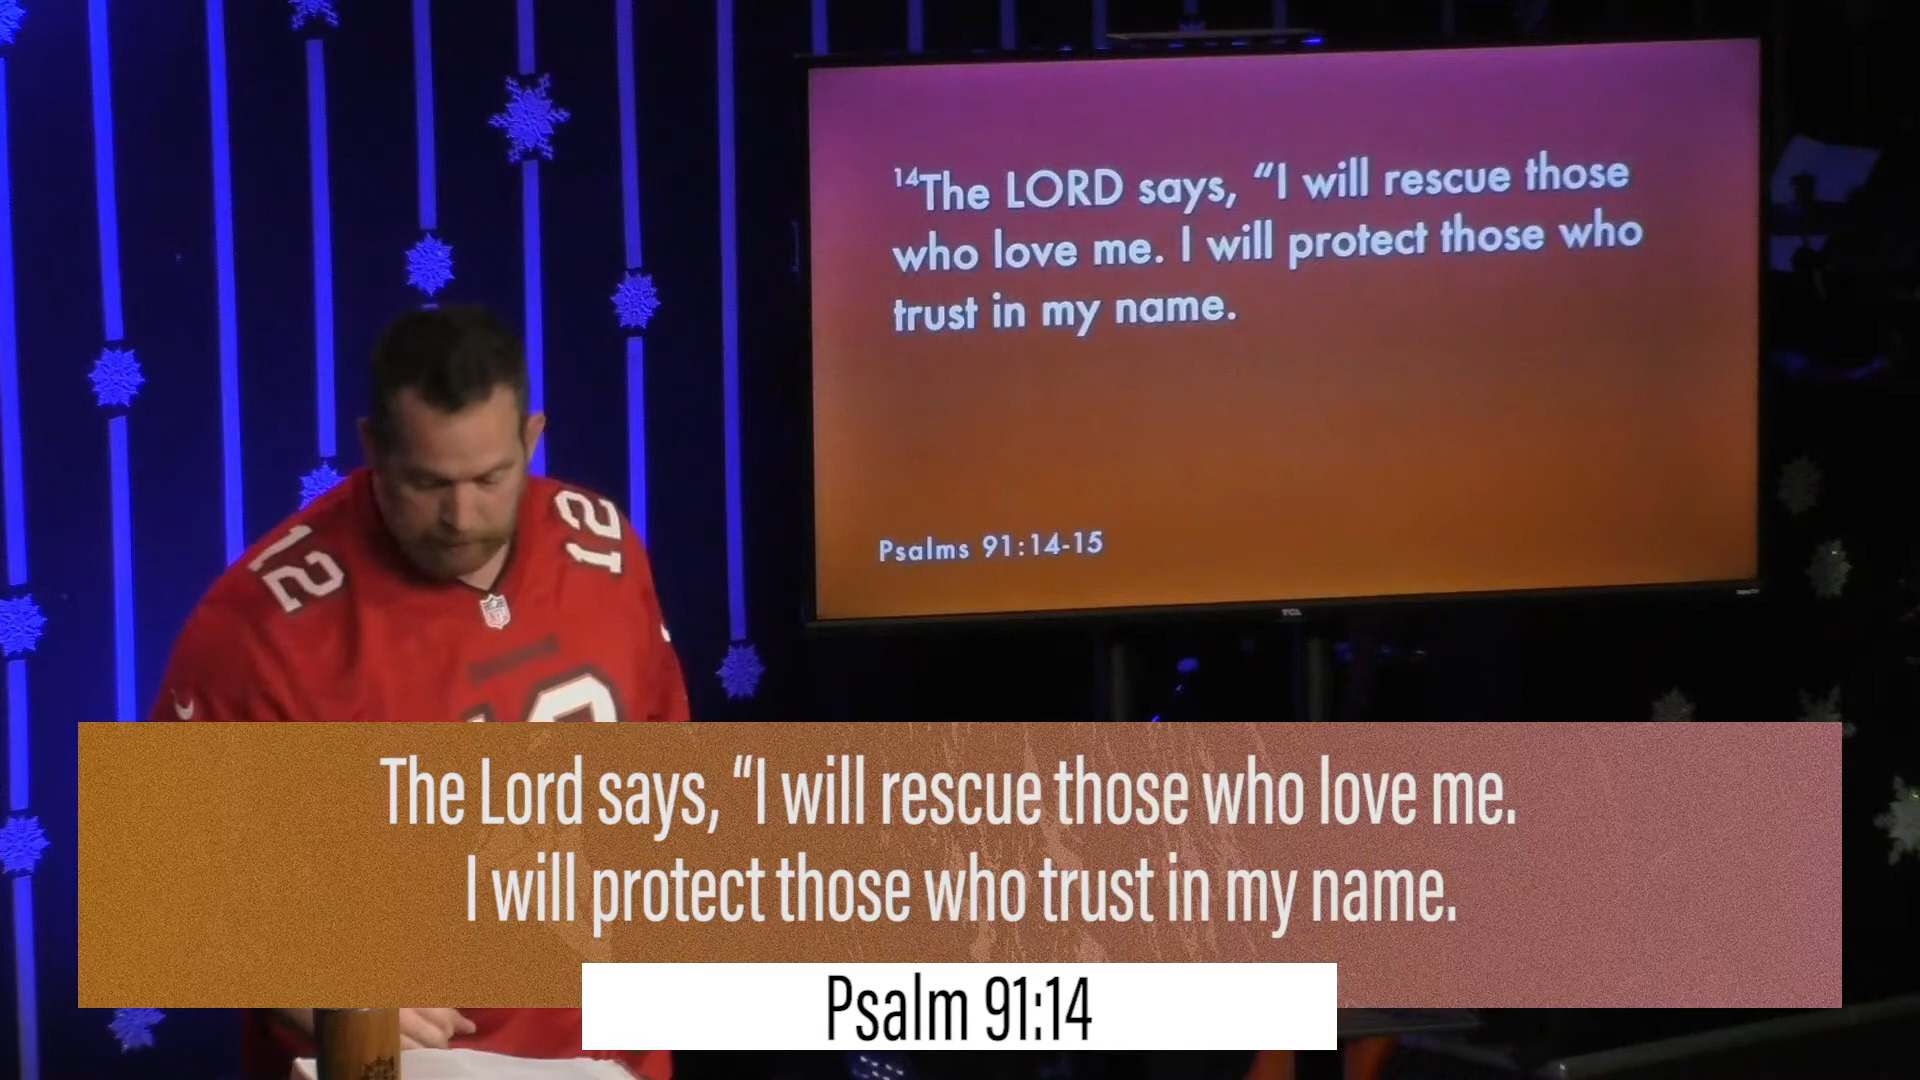 14The LORD says, “I will rescue those
who love me. I will protect those who
trust in my name.
Psalms 91:14-15
12
12
NFL
TCL
The Lord says, “I will rescue those who love me.
I will protect those who trust in my name.
Psalm 91:14